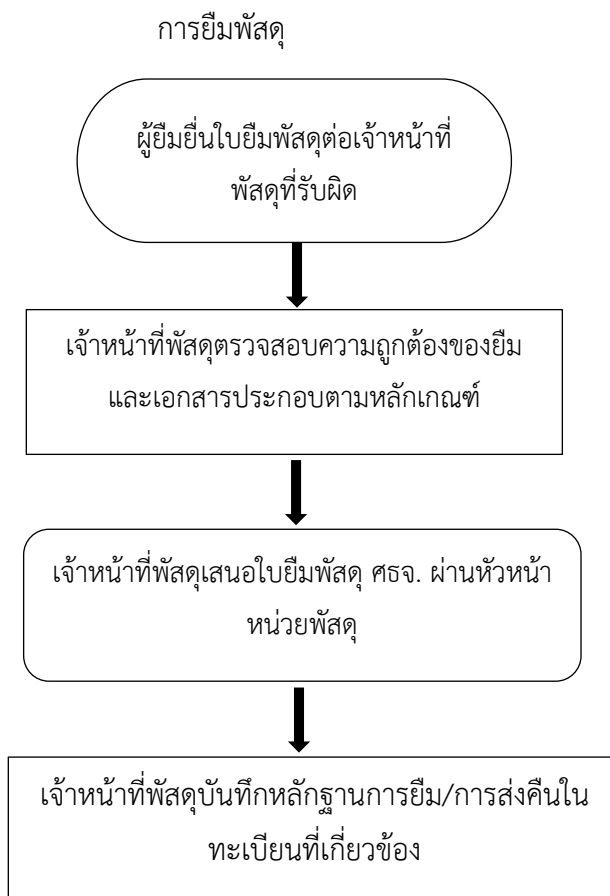 การยืมพัสดุ
ผู้ยืมยื่นใบยืมพัสดุต่อเจ้าหน้าที่
พัสดุที่รับผิด
เจ้าหน้าที่พัสดุตรวจสอบความถูกต้องของยืม
และเอกสารประกอบตามหลักเกณฑ์
เจ้าหน้าที่พัสดุเสนอใบยืมพัสดุ ศธจ. ผ่านหัวหน้า
หน่วยพัสดุ
เจ้าหน้าที่พัสดุบันทึกหลักฐานการยืม/การส่งคืนใน
ทะเบียนที่เกี่ยวข้อง